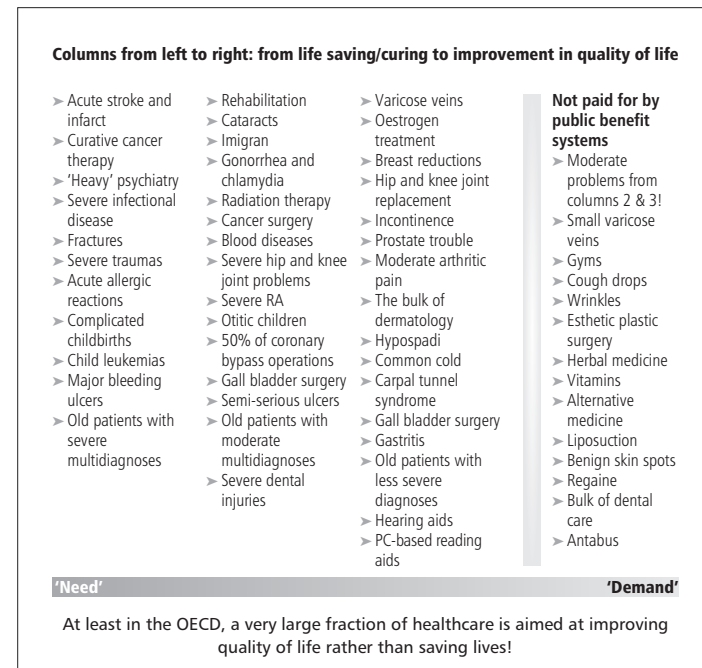 Columns from left to right: from life saving/curing to improvement in quality of life
➤ Acute stroke and
infarct
➤ Curative cancer
therapy
➤ 'Heavy' psychiatry
➤ Severe infectional
disease
➤ Fractures
➤ Severe traumas
➤ Acute allergic
reactions
➤ Complicated
childbirths
➤ Child leukemias
➤ Major bleeding
ulcers
➤ Old patients with
severe
multidiagnoses
➤ Rehabilitation
➤ Cataracts
➤ Imigran
➤ Gonorrhea and
chlamydia
➤ Radiation therapy
➤ Cancer surgery
➤ Blood diseases
➤ Severe hip and knee
joint problems
➤ Severe RA
➤ Otitic children
➤ 50% of coronary
bypass operations
➤ Gall bladder surgery
➤ Semi-serious ulcers
➤ Old patients with
moderate
multidiagnoses
➤ Severe dental
injuries
➤ Varicose veins
➤ Oestrogen
treatment
➤ Breast reductions
➤ Hip and knee joint
replacement
➤ Incontinence
➤ Prostate trouble
➤ Moderate arthritic
pain
➤ The bulk of
dermatology
➤ Hypospadi
➤ Common cold
➤ Carpal tunnel
syndrome
➤ Gall bladder surgery
➤ Gastritis
➤ Old patients with
less severe
diagnoses
➤ Hearing aids
➤ PC-based reading
aids
Not paid for by
public benefit
systems
➤ Moderate
problems from
columns 2 & 3!
➤ Small varicose
veins
➤ Gyms
➤ Cough drops
➤ Wrinkles
➤ Esthetic plastic
surgery
➤ Herbal medicine
➤ Vitamins
➤ Alternative
medicine
➤ Liposuction
➤ Benign skin spots
➤ Regaine
➤ Bulk of dental
care
➤ Antabus
'Need' 'Demand'
At least in the OECD, a very large fraction of healthcare is aimed at improving
quality of life rather than saving lives!